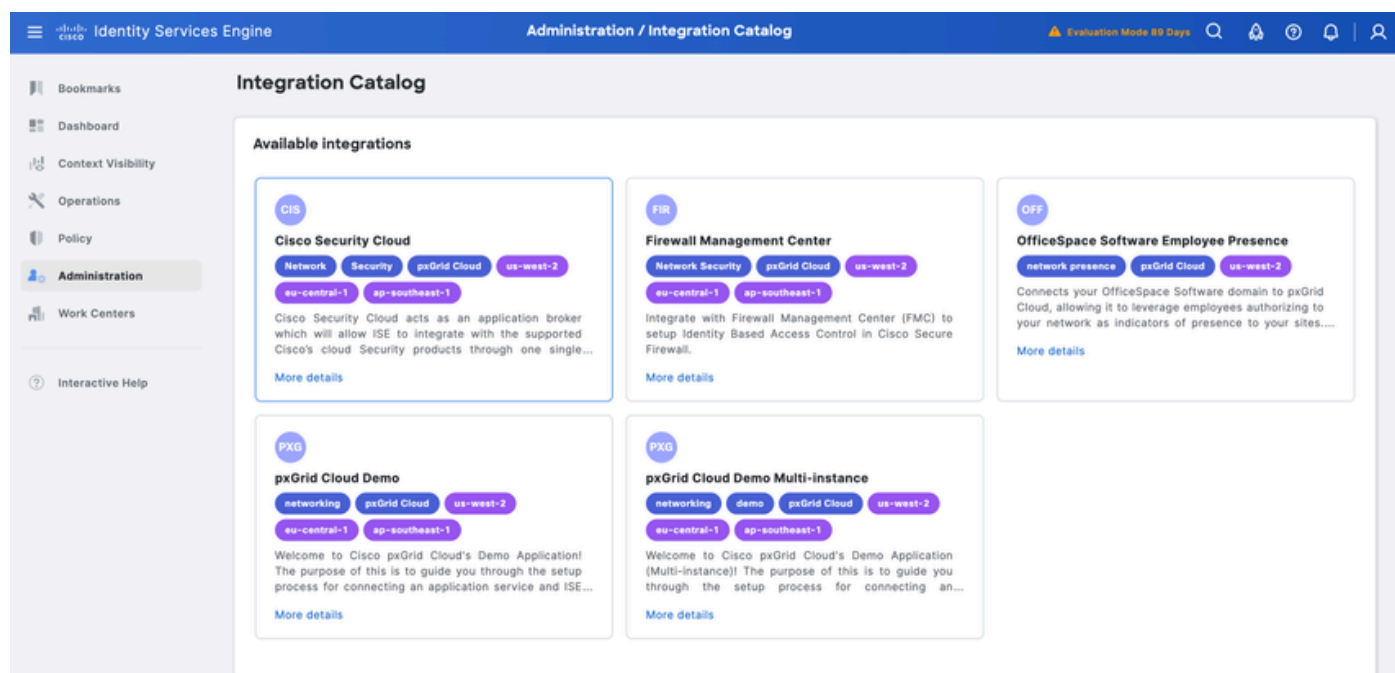 cisco Identity Services Engine
Administration / Integration Catalog
Evaluation Mode 89 Days
Bookmarks
Dashboard
Context Visibility
Operations
Policy
Administration
Work Centers
Interactive Help
Integration Catalog
Available integrations
CIS
Cisco Security Cloud
Network Security pxGrid Cloud us-west-2
eu-central-1 ap-southeast-1
Cisco Security Cloud acts as an application broker
which will allow ISE to integrate with the supported
Cisco's cloud Security products through one single...
More details
FIR
Firewall Management Center
Network Security pxGrid Cloud us-west-2
eu-central-1 ap-southeast-1
Integrate with Firewall Management Center (FMC) to
setup Identity Based Access Control in Cisco Secure
Firewall.
More details
OFF
OfficeSpace Software Employee Presence
network presence pxGrid Cloud us-west-2
Connects your OfficeSpace Software domain to pxGrid
Cloud, allowing it to leverage employees authorizing to
your network as indicators of presence to your sites....
More details
PXG
pxGrid Cloud Demo
networking pxGrid Cloud us-west-2
eu-central-1 ap-southeast-1
Welcome to Cisco pxGrid Cloud's Demo Application!
The purpose of this is to guide you through the setup
process for connecting an application service and ISE...
More details
PXG
pxGrid Cloud Demo Multi-instance
networking demo pxGrid Cloud us-west-2
eu-central-1 ap-southeast-1
Welcome to Cisco pxGrid Cloud's Demo Application
(Multi-instance)! The purpose of this is to guide you
through the setup process for connecting an...
More details